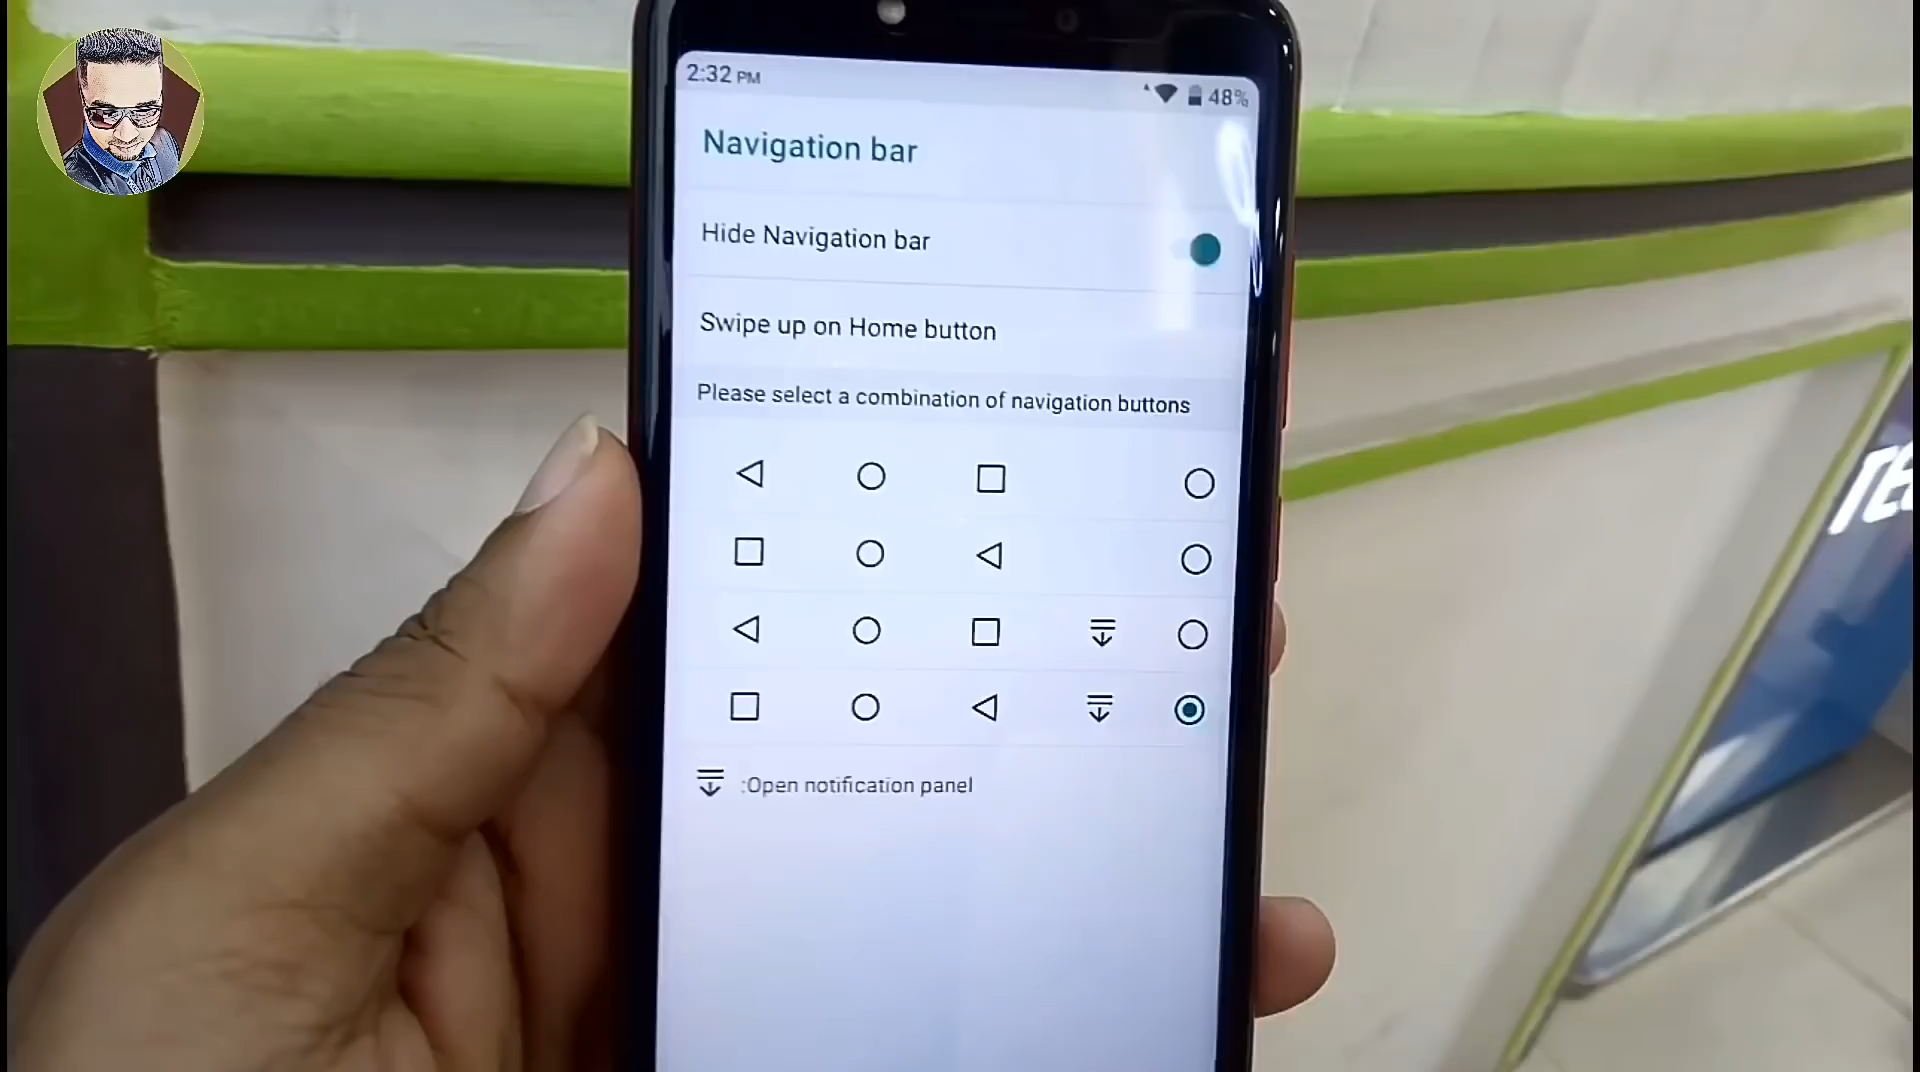 2:32 PM
48%
Navigation bar
Hide Navigation bar
Swipe up on Home button
Please select a combination of navigation buttons
:Open notification panel